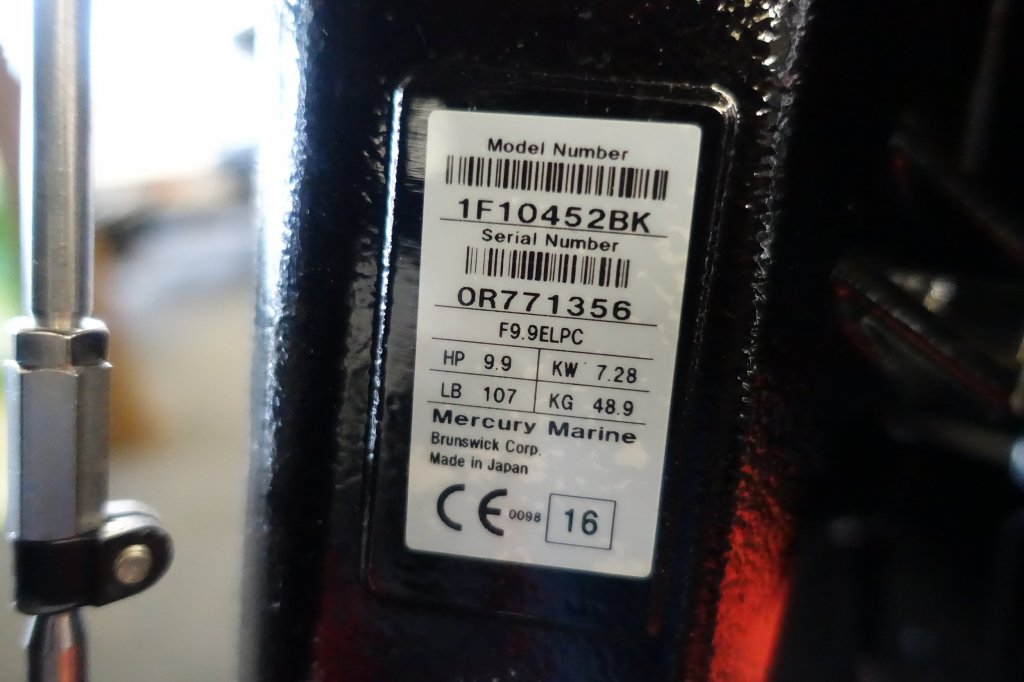 Model Number
1F10452BK
Serial Number
0R771356
F9.9ELPC
HP 9.9 KW 7.28
LB 107 KG 48.9
Mercury Marine
Brunswick Corp.
Made in Japan
CE 0098 16